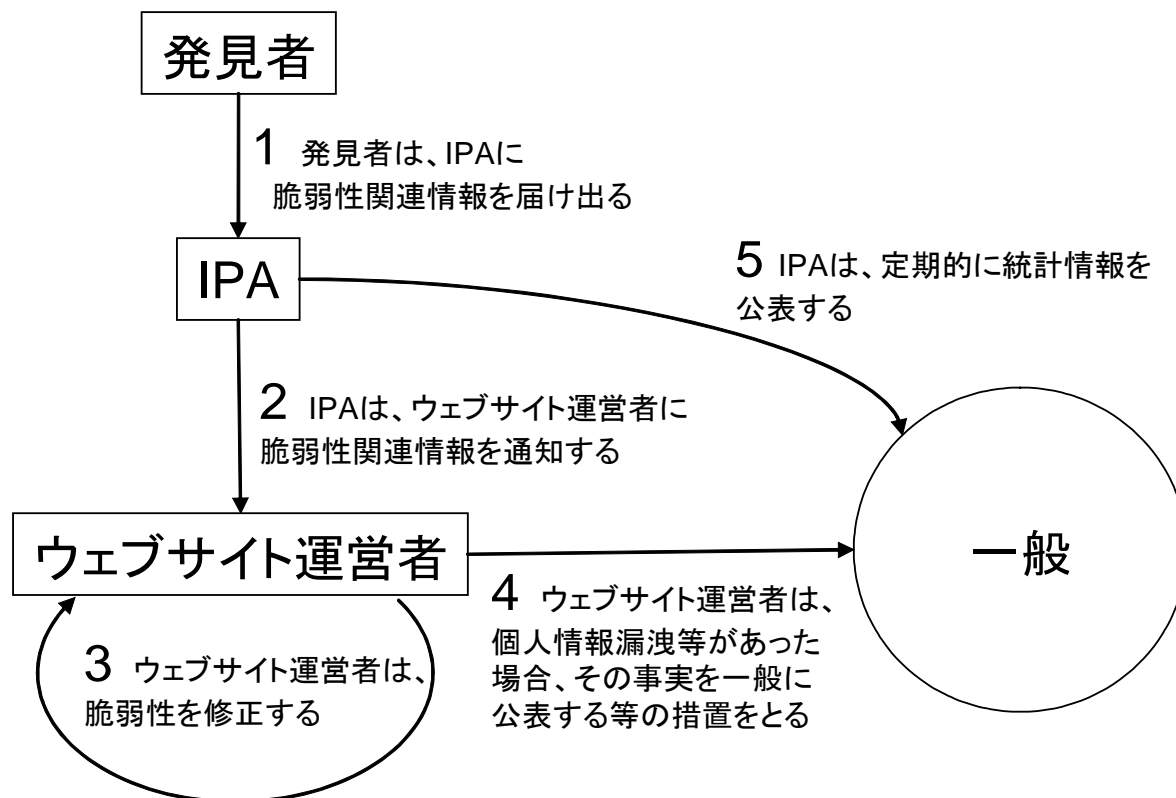 発見者
1 発見者は、IPAに
脆弱性関連情報を届け出る
IPA
5 IPAは、定期的に統計情報を
公表する
2 IPAは、ウェブサイト運営者に
脆弱性関連情報を通知する
ウェブサイト運営者
一般
3 ウェブサイト運営者は、
脆弱性を修正する
4 ウェブサイト運営者は、
個人情報漏洩等があった
場合、その事実を一般に
公表する等の措置をとる